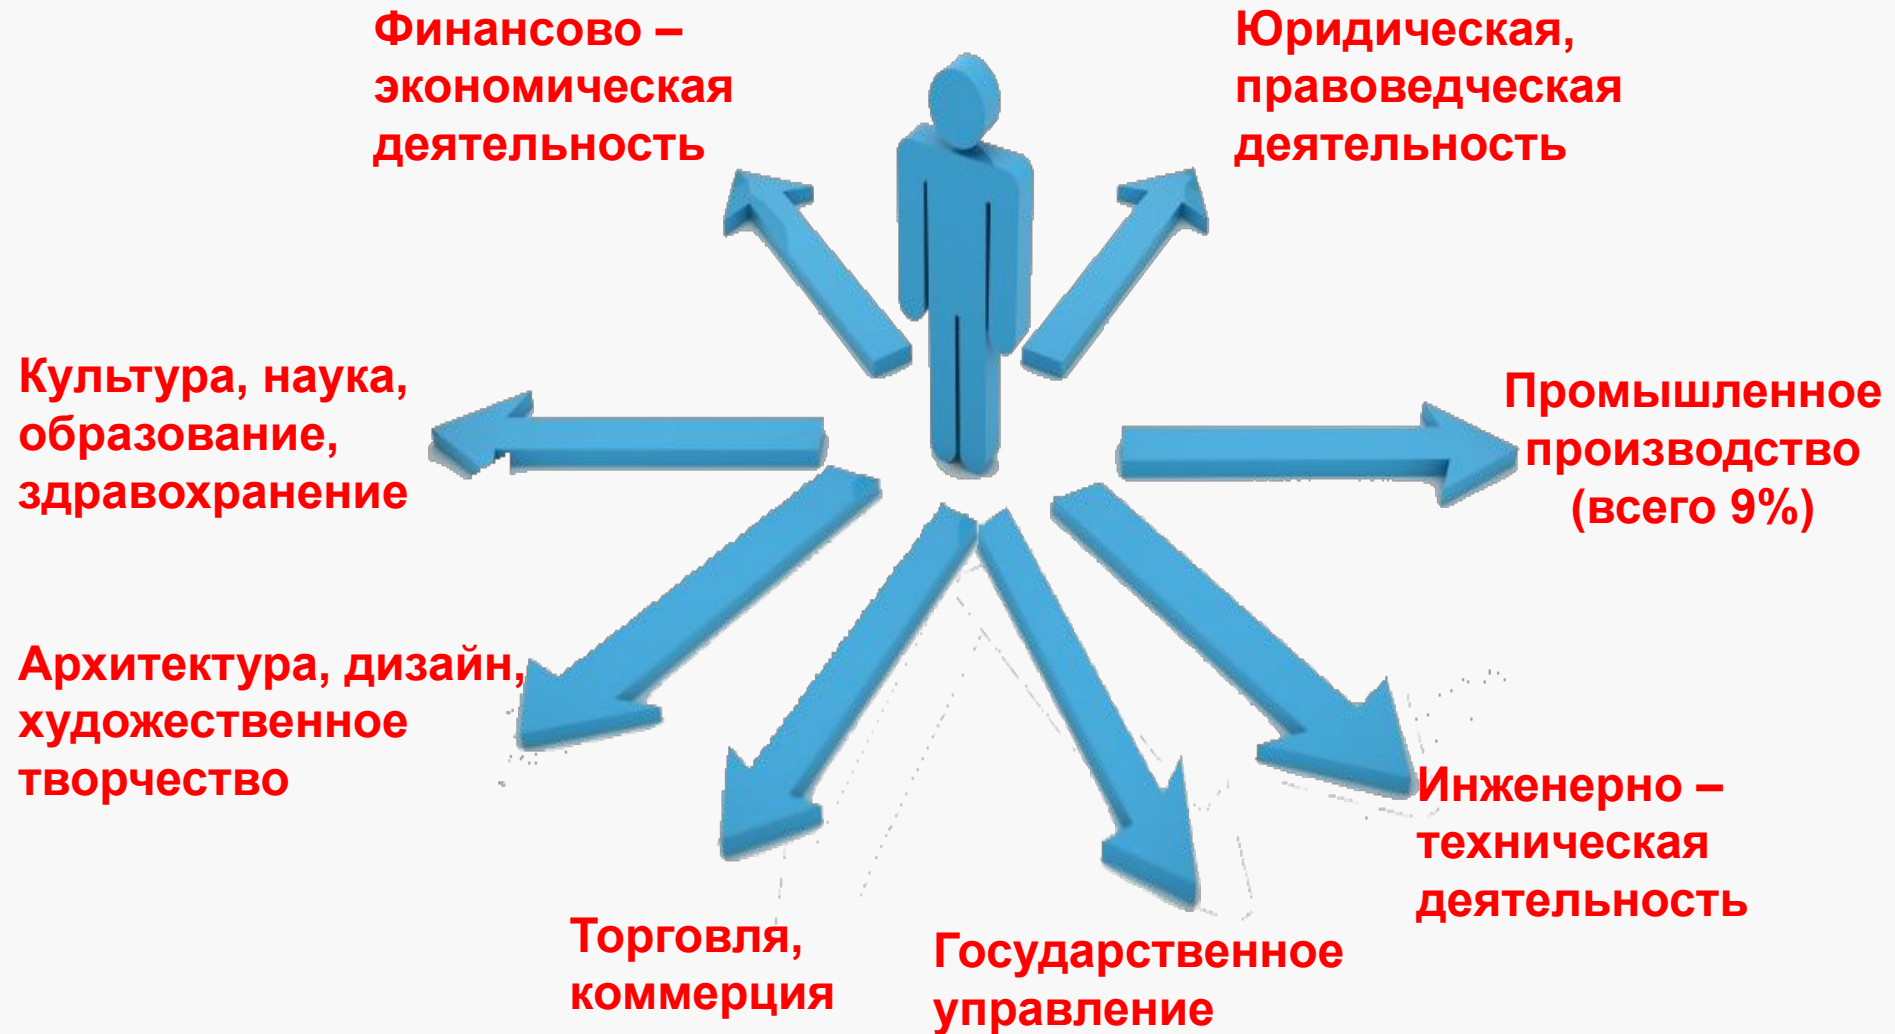 Финансово –
экономическая
деятельность
Юридическая,
правоведческая
деятельность
Культура, наука,
образование,
здравохранение
Промышленное
производство
(всего 9%)
Архитектура, дизайн,
художественное
творчество
Инженерно –
техническая
деятельность
Торговля,
коммерция
Государственное
управление